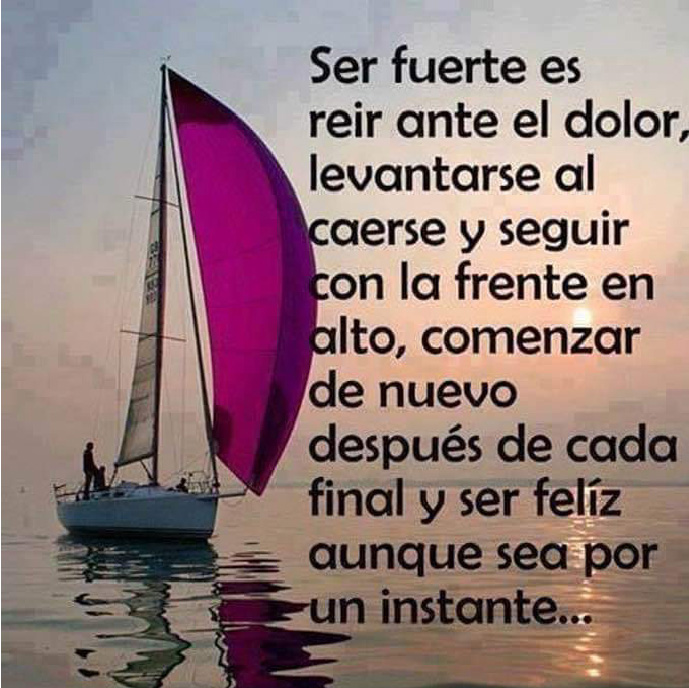 Ser fuerte es
reir ante el dolor,
levantarse al
caerse y seguir
con la frente en
alto, comenzar
de nuevo
después de cada
final y ser felíz
aunque sea por
un instante...